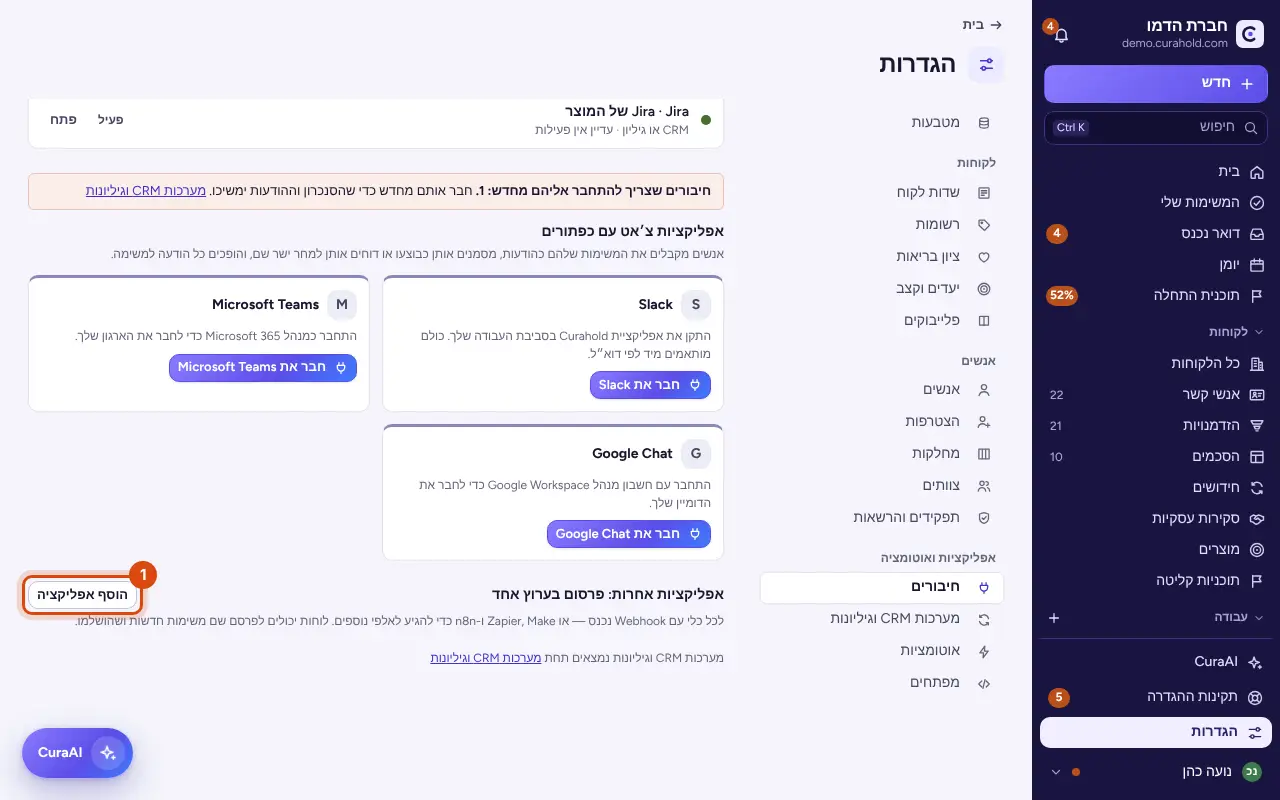 חברת הדמו
demo.curahold.com
4
חדש
חיפוש
Ctrl K
בית
המשימות שלי
דואר נכנס
4
יומן
תוכנית התחלה
52%
לקוחות
כל הלקוחות
אנשי קשר
22
הזדמנויות
21
הסכמים
10
חידושים
סקירות עסקיות
מוצרים
תוכניות קליטה
עבודה
CuraAI
תקינות ההגדרה
5
הגדרות
נועה כהן
נכ
בית
הגדרות
מטבעות
לקוחות
שדות לקוח
רשומות
ציון בריאות
יעדים וקצב
פלייבוקים
אנשים
אנשים
הצטרפות
מחלקות
צוותים
תפקידים והרשאות
אפליקציות ואוטומציה
חיבורים
מערכות CRM וגיליונות
אוטומציות
מפתחים
Jira · Jira של המוצר
CRM או גיליון · עדיין אין פעילות
פעיל
פתח
חיבורים שצריך להתחבר אליהם מחדש: 1. חבר אותם מחדש כדי שהסנכרון וההודעות ימשיכו. מערכות CRM וגיליונות
אפליקציות צ׳אט עם כפתורים
אנשים מקבלים את המשימות שלהם כהודעות, מסמנים אותן כבוצעו או דוחים אותן למחר ישר שם, והופכים כל הודעה למשימה.
S
Slack
התקן את אפליקציית Curahold בסביבת העבודה שלך. כולם
מותאמים מיד לפי דוא״ל.
חבר את Slack
M
Microsoft Teams
התחבר כמנהל Microsoft 365 כדי לחבר את הארגון שלך.
חבר את Microsoft Teams
G
Google Chat
התחבר עם חשבון מנהל Google Workspace כדי לחבר את
הדומיין שלך.
חבר את Google Chat
אפליקציות אחרות: פרסום בערוץ אחד
הוסף אפליקציה
1
לכל כלי עם Webhook נכנס — או Zapier, Make ו-n8n כדי להגיע לאלפי נוספים. לוחות יכולים לפרסם שם משימות חדשות ושהושלמו.
מערכות CRM וגיליונות נמצאים תחת מערכות CRM וגיליונות
CuraAI